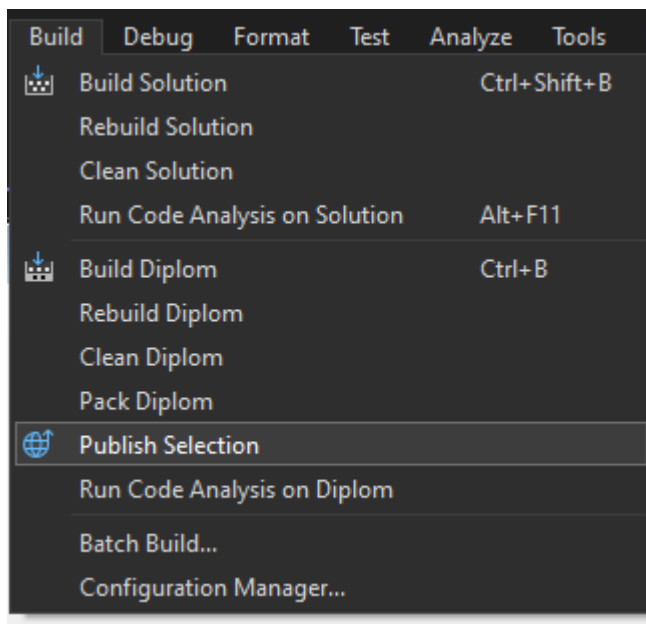 Build Debug Format Test Analyze Tools
Build Solution Ctrl+Shift+B
Rebuild Solution
Clean Solution
Run Code Analysis on Solution Alt+F11
Build Diplom Ctrl+B
Rebuild Diplom
Clean Diplom
Pack Diplom
Publish Selection
Run Code Analysis on Diplom
Batch Build...
Configuration Manager...